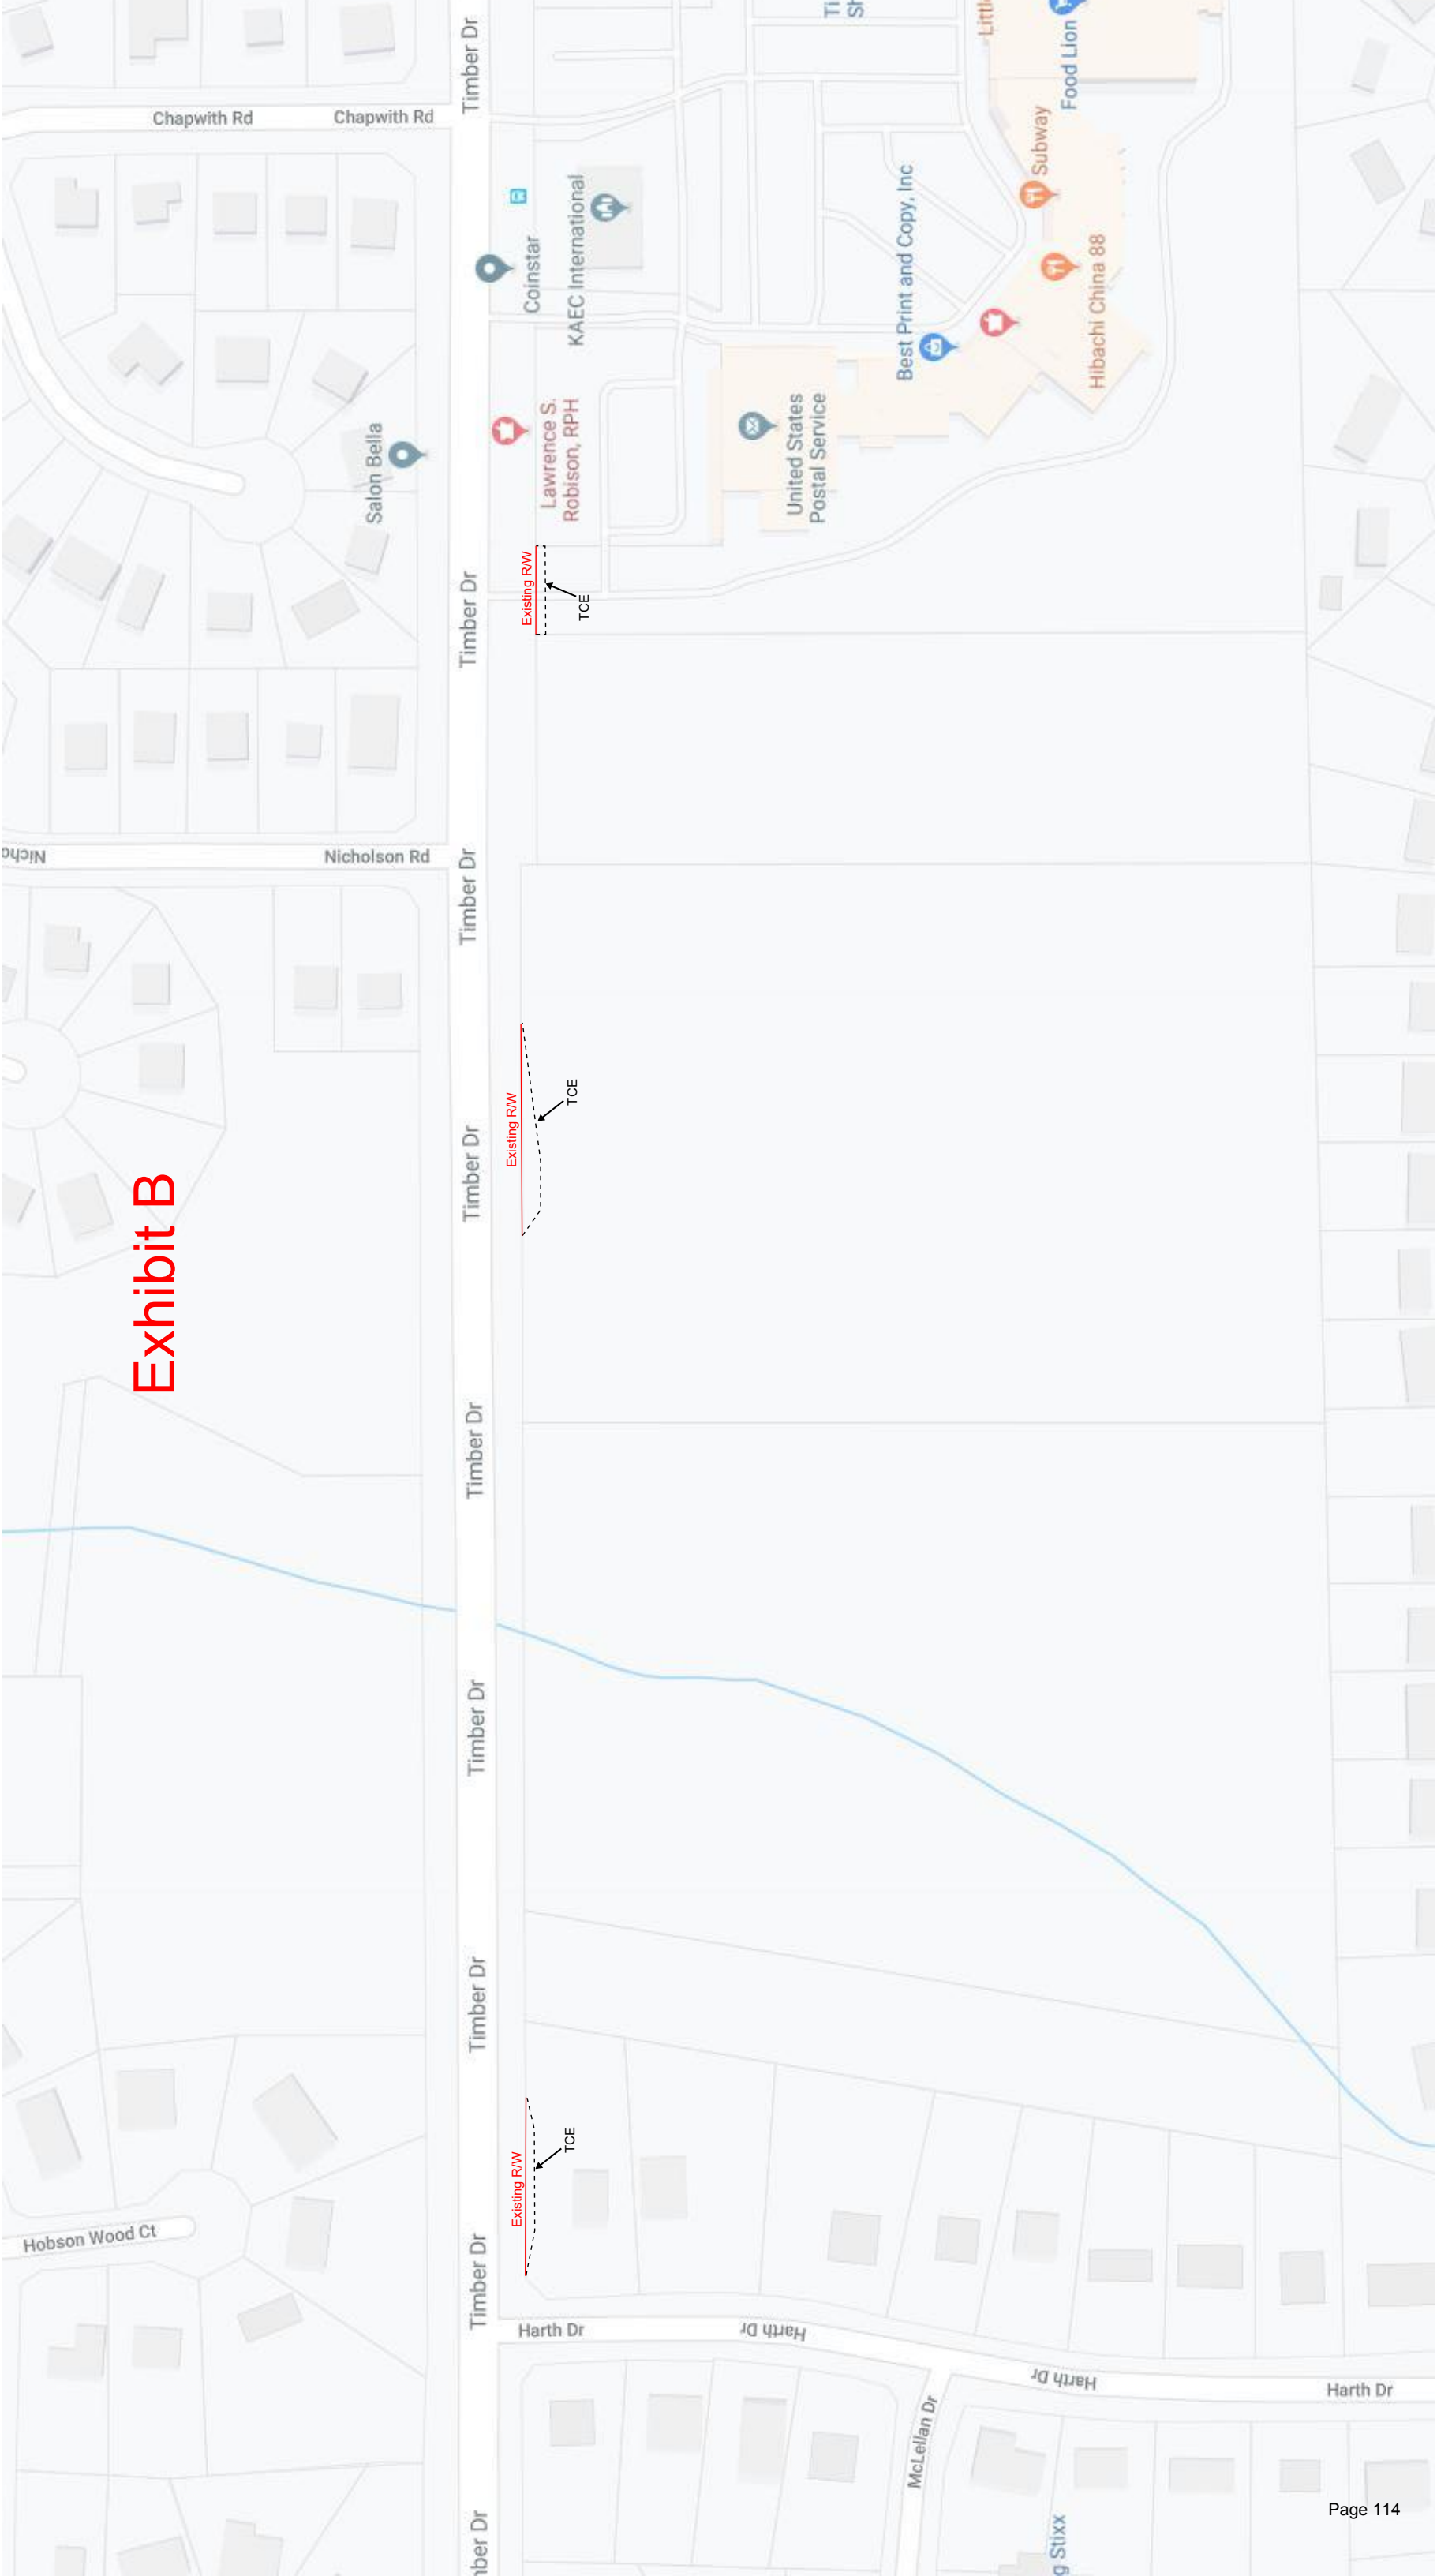 Exhibit B
Chapwith Rd
Chapwith Rd
Timber Dr
Coinstar
KAEC International
Best Print and Copy, Inc
Subway
Food Lion
Hibachi China 88
Salon Bella
Lawrence S.
Robison, RPH
United States
Postal Service
Timber Dr
Existing R/W
TCE
Nicholson Rd
Timber Dr
Existing R/W
TCE
Timber Dr
Timber Dr
Timber Dr
Timber Dr
Existing R/W
TCE
Hobson Wood Ct
Timber Dr
Harth Dr
Harth Dr
Harth Dr
Harth Dr
McLellan Dr
Stixx
Page 114